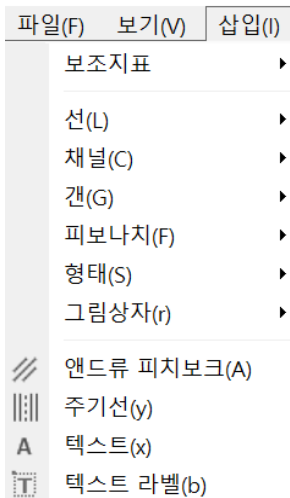 파일(F) 보기(V) 삽입(I)
보조지표
선(L)
채널(C)
갠(G)
피보나치(F)
형태(S)
그림상자(r)
앤드류 피치보크(A)
주기선(y)
A 텍스트(x)
T 텍스트 라벨(b)